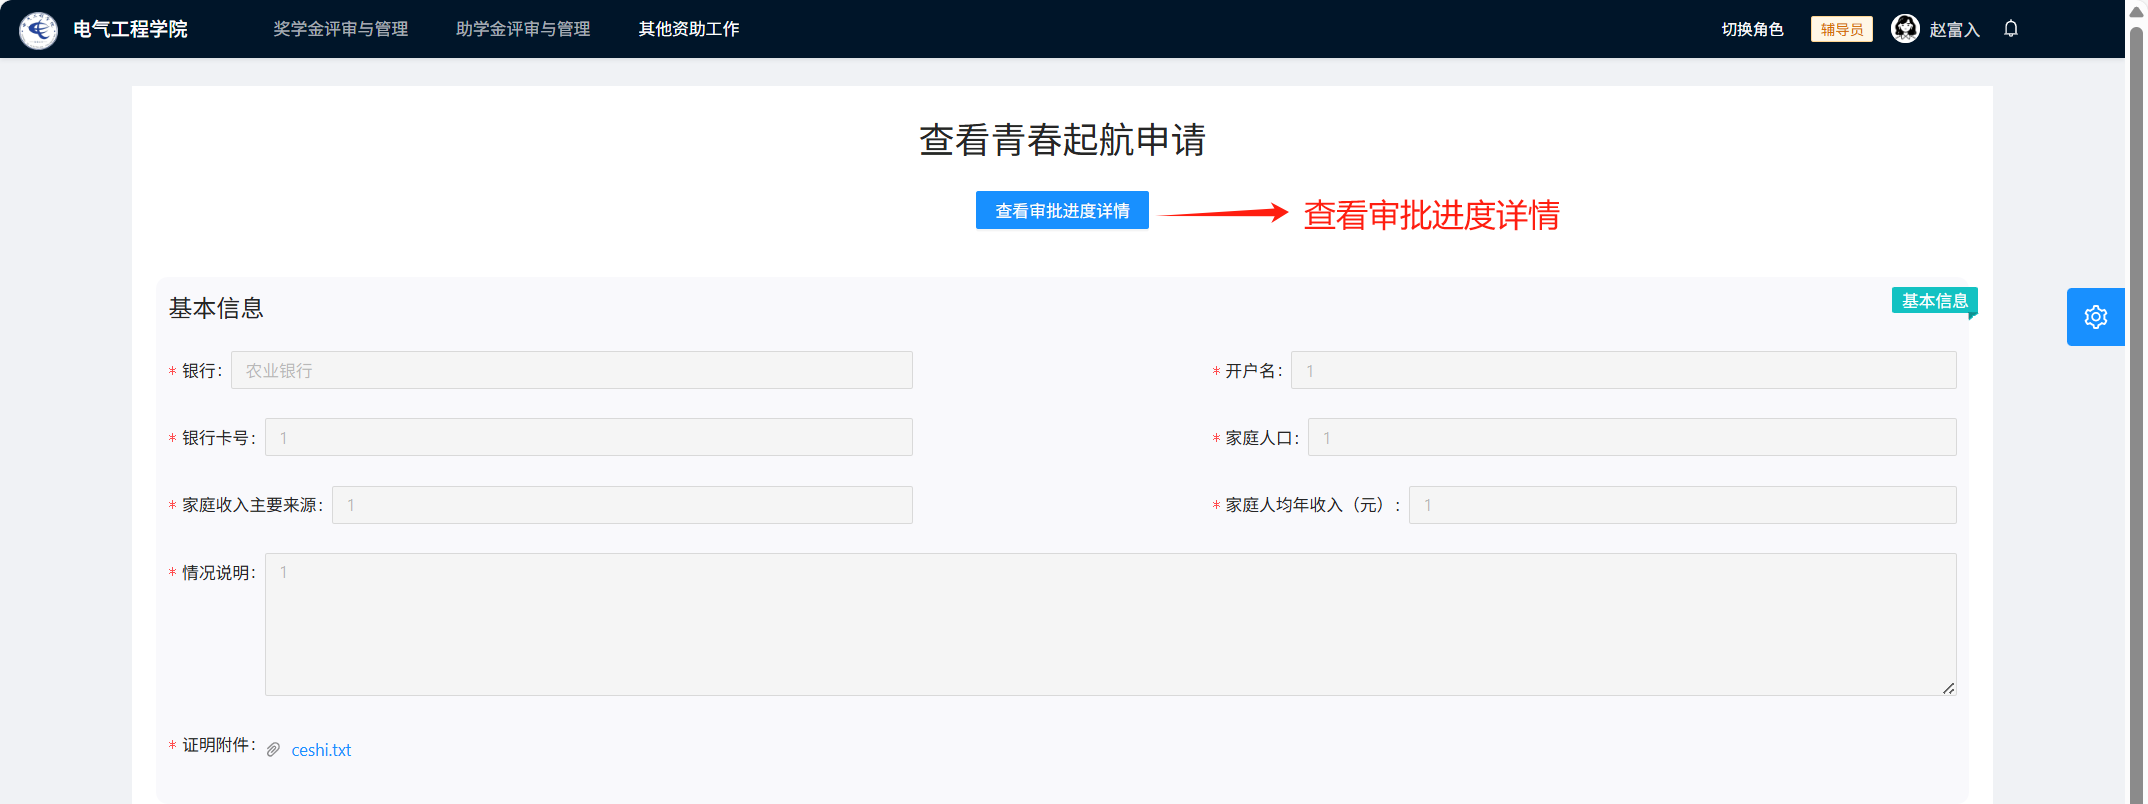 电气工程学院 奖学金评审与管理 助学金评审与管理 其他资助工作 切换角色 辅导员 赵富入
查看青春起航申请
查看审批进度详情 查看审批进度详情
基本信息 基本信息
* 银行: 农业银行 * 开户名: 1
* 银行卡号: 1 * 家庭人口: 1
* 家庭收入主要来源: 1 * 家庭人均年收入（元）: 1
* 情况说明: 1
* 证明附件: ceshi.txt